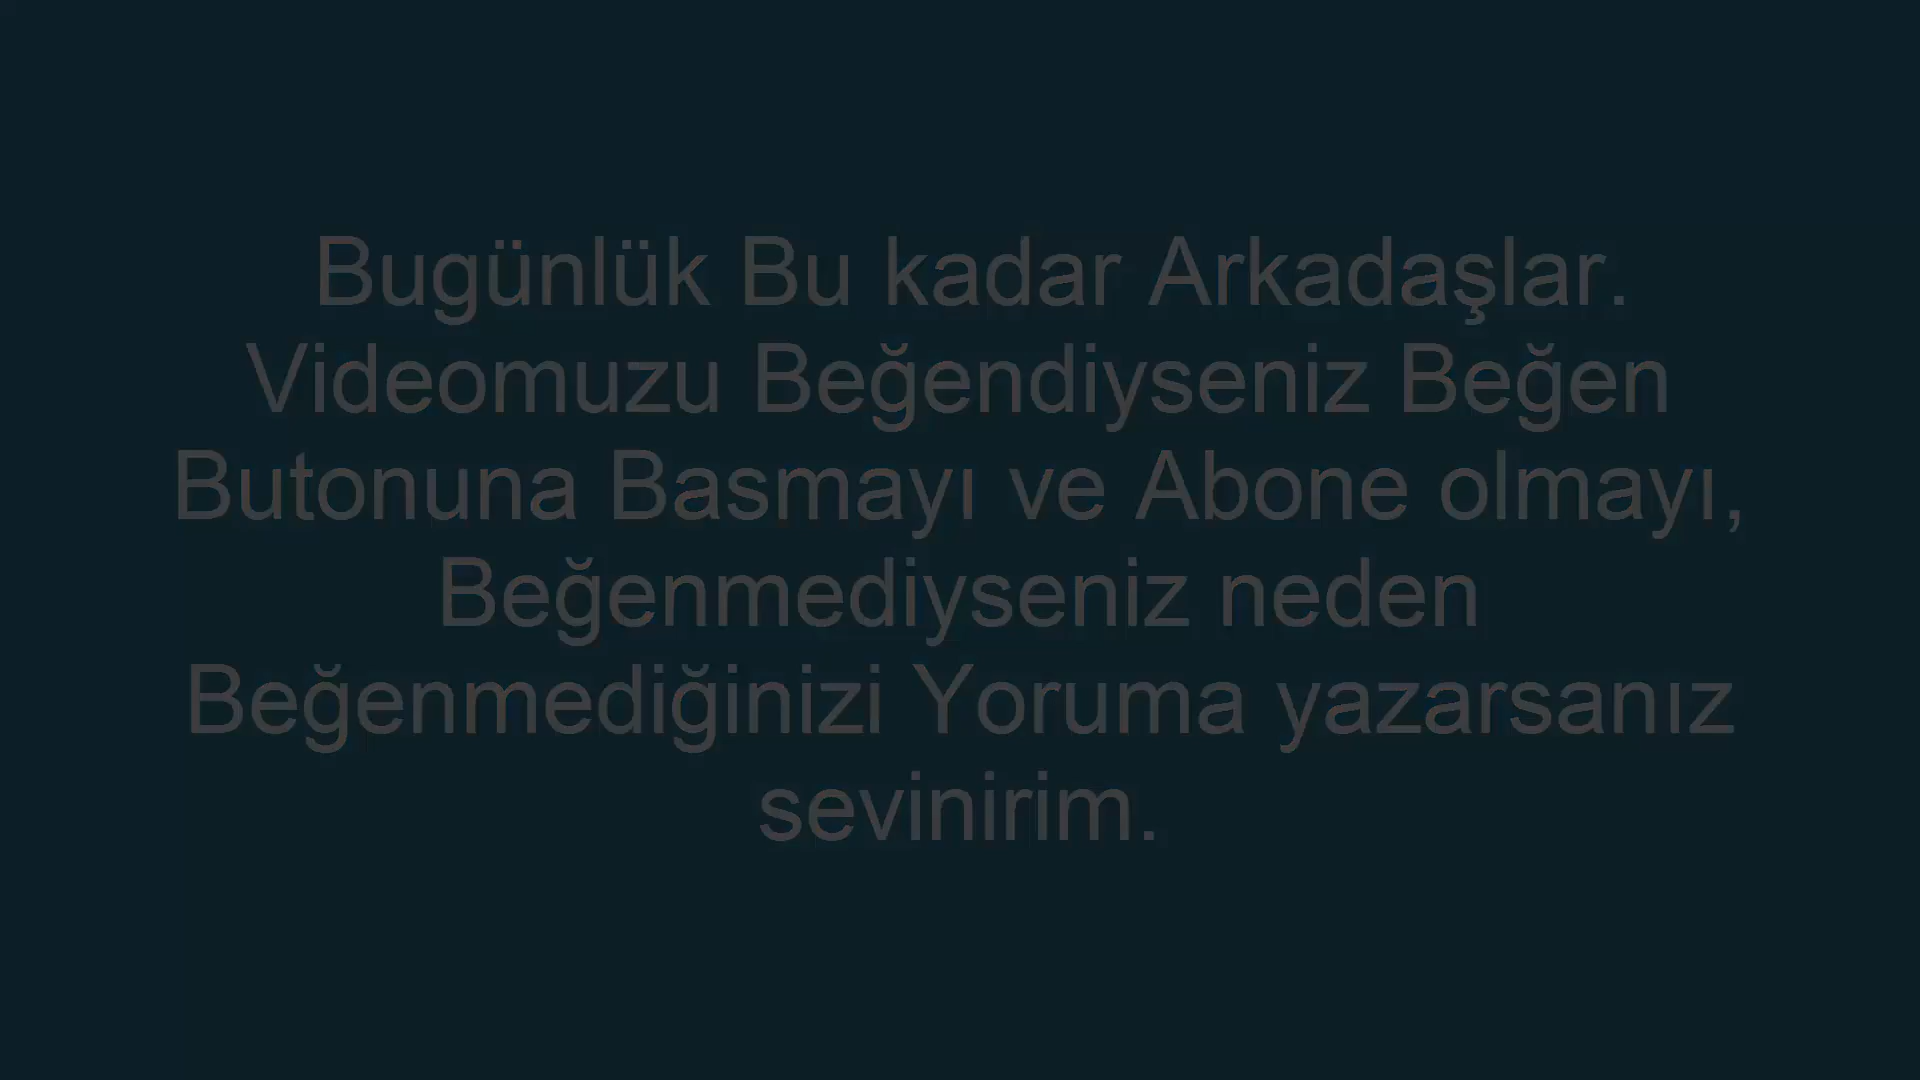 Bugünlük Bu kadar Arkadaşlar.
Videomuzu Beğendiyseniz Beğen
Butonuna Basmayı ve Abone olmayı,
Beğenmediyseniz neden
Beğenmediğinizi Yoruma yazarsanız
sevinirim.